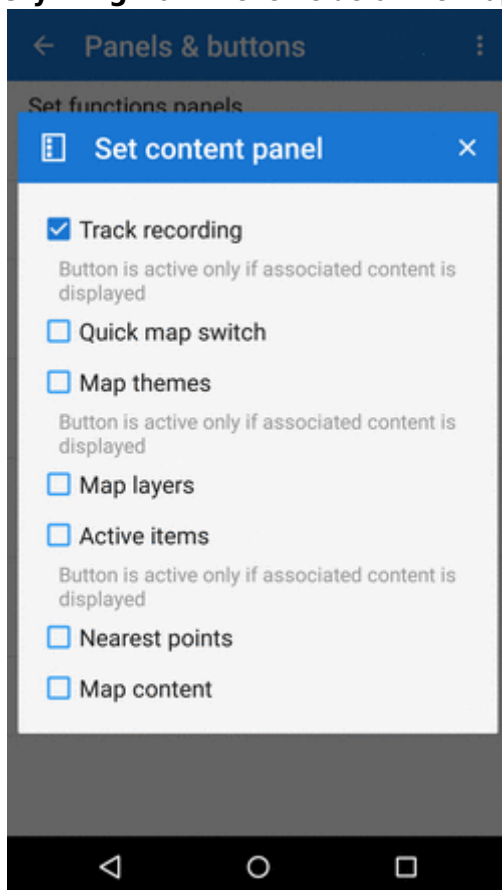 Panels & buttons
Set functions panels
Set content panel
Track recording
Button is active only if associated content is
displayed
Quick map switch
Map themes
Button is active only if associated content is
displayed
Map layers
Active items
Button is active only if associated content is
displayed
Nearest points
Map content